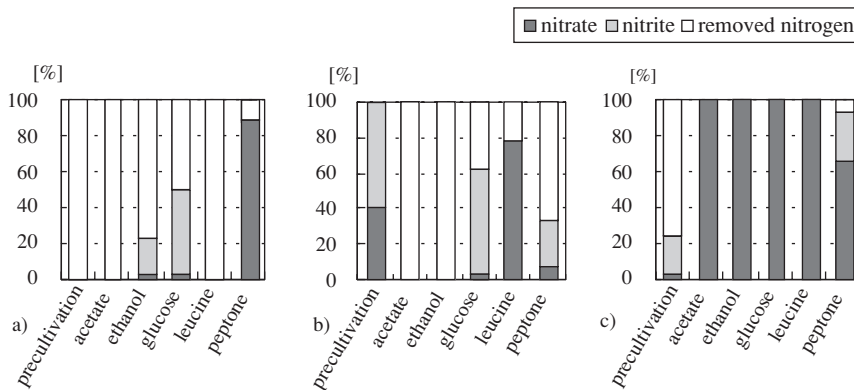 nitrate nitrite removed nitrogen
[%]
100
80
60
40
20
0
precultivation
acetate
ethanol
glucose
leucine
peptone
a)
[%]
100
80
60
40
20
0
precultivation
acetate
ethanol
glucose
leucine
peptone
b)
[%]
100
80
60
40
20
0
precultivation
acetate
ethanol
glucose
leucine
peptone
c)